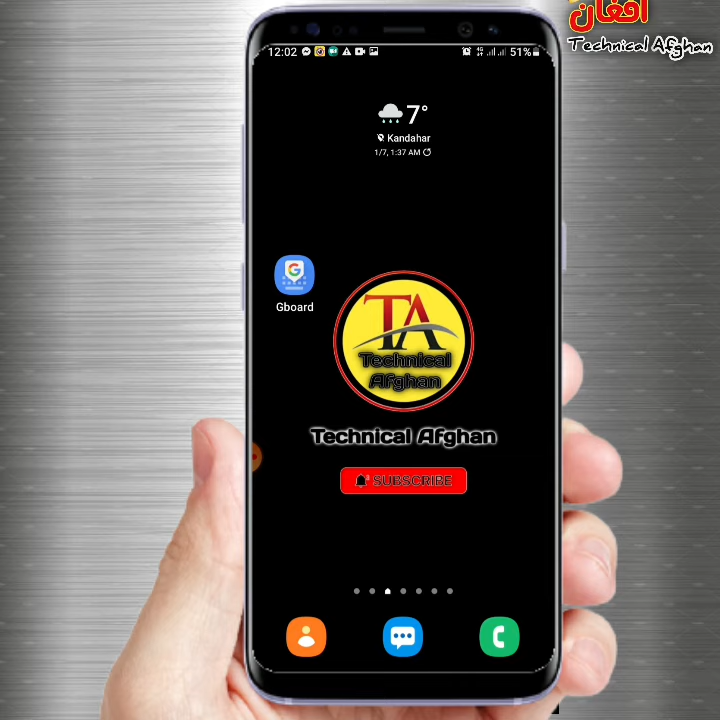 افغان
Technical Afghan
12:02
4G
51%
7°
Kandahar
1/7, 1:37 AM
G
Gboard
TA
Technical
Afghan
Technical Afghan
SUBSCRIBE